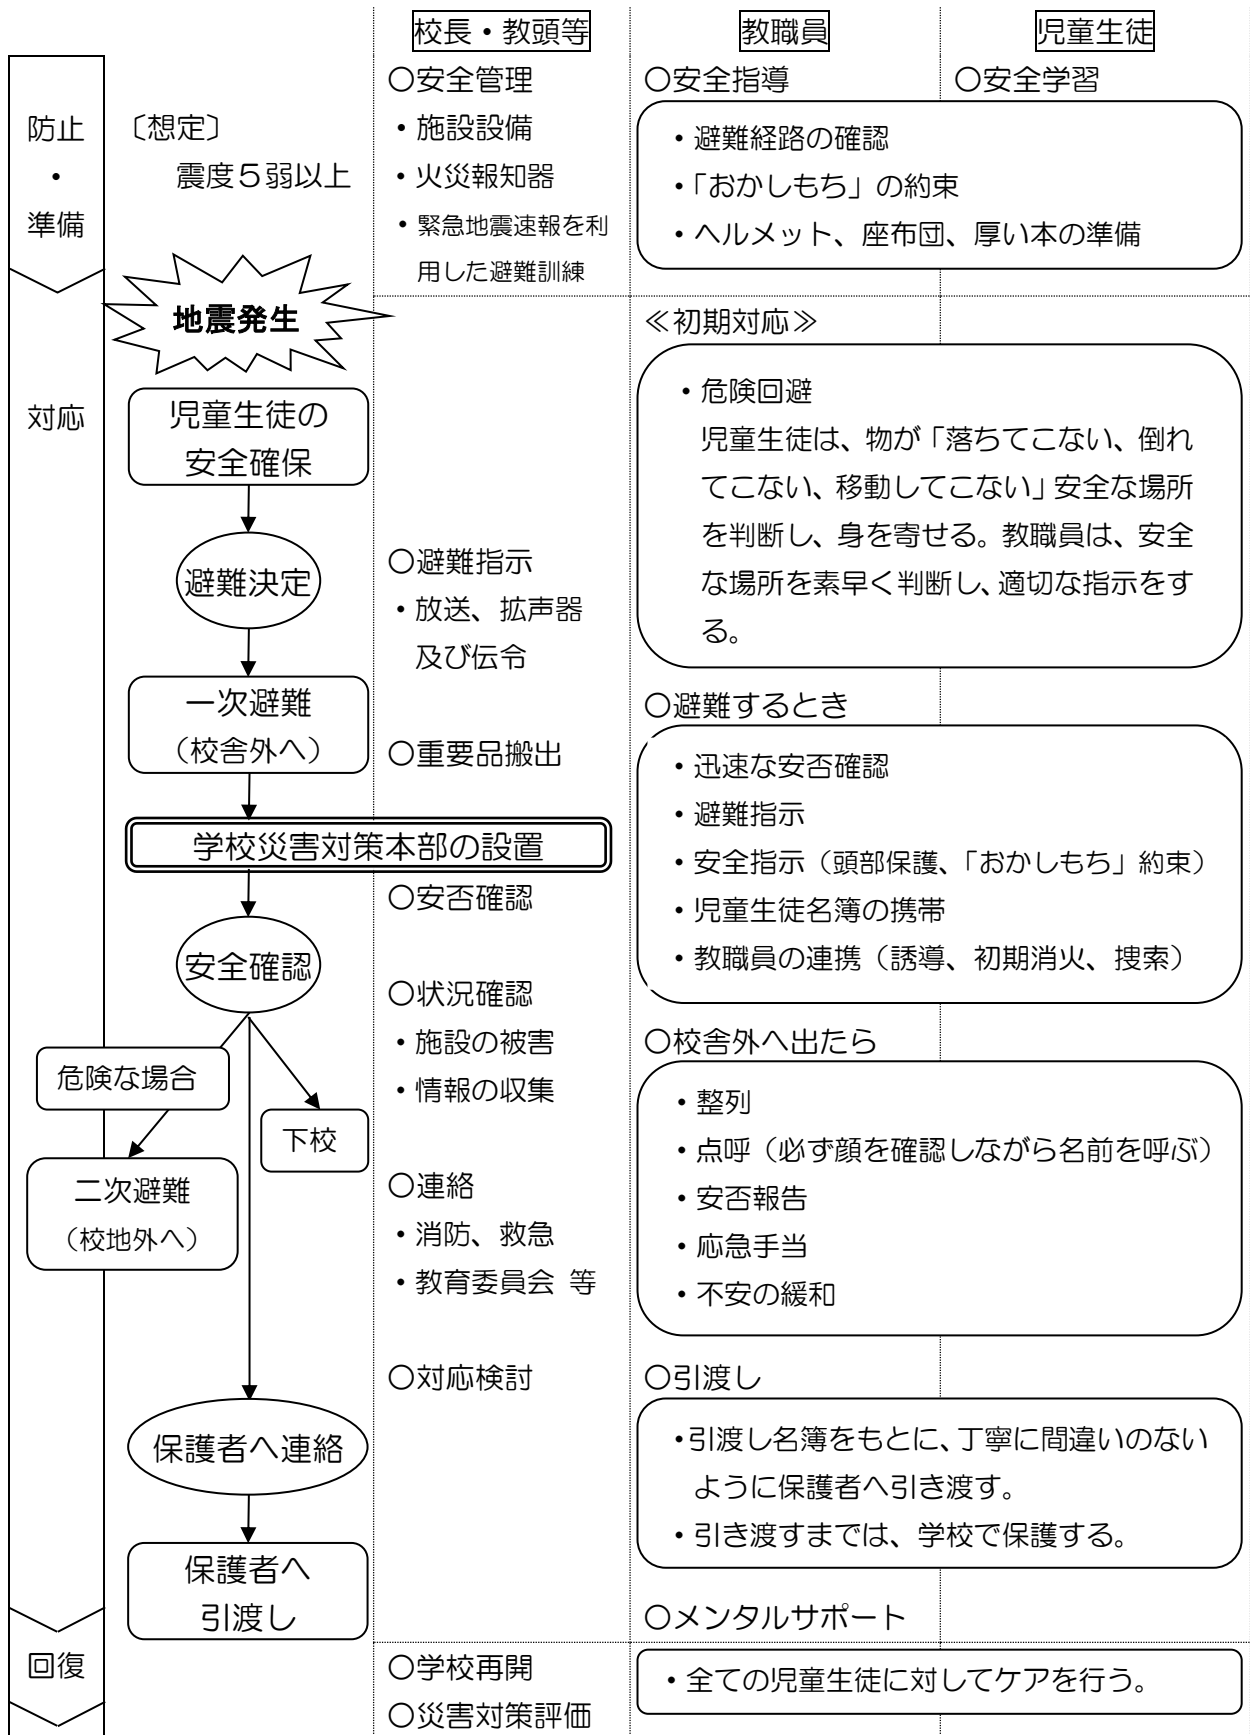 校長・教頭等
教職員
児童生徒
防止
・
準備
〔想定〕
震度５弱以上
〇安全管理
・施設設備
・火災報知器
・緊急地震速報を利
用した避難訓練
〇安全指導
〇安全学習
・避難経路の確認
・「おかしもち」の約束
・ヘルメット、座布団、厚い本の準備
地震発生
対応
児童生徒の
安全確保
避難決定
一次避難
（校舎外へ）
学校災害対策本部の設置
安全確認
危険な場合
下校
二次避難
（校地外へ）
保護者へ連絡
保護者へ
引渡し
〇避難指示
・放送、拡声器
及び伝令
〇重要品搬出
〇安否確認
〇状況確認
・施設の被害
・情報の収集
〇連絡
・消防、救急
・教育委員会 等
〇対応検討
≪初期対応≫
・危険回避
児童生徒は、物が「落ちてこない、倒れ
てこない、移動してこない」安全な場所
を判断し、身を寄せる。教職員は、安全
な場所を素早く判断し、適切な指示をす
る。
〇避難するとき
・迅速な安否確認
・避難指示
・安全指示（頭部保護、「おかしもち」約束）
・児童生徒名簿の携帯
・教職員の連携（誘導、初期消火、捜索）
〇校舎外へ出たら
・整列
・点呼（必ず顔を確認しながら名前を呼ぶ）
・安否報告
・応急手当
・不安の緩和
〇引渡し
・引渡し名簿をもとに、丁寧に間違いのない
ように保護者へ引き渡す。
・引き渡すまでは、学校で保護する。
〇メンタルサポート
回復
〇学校再開
〇災害対策評価
・全ての児童生徒に対してケアを行う。